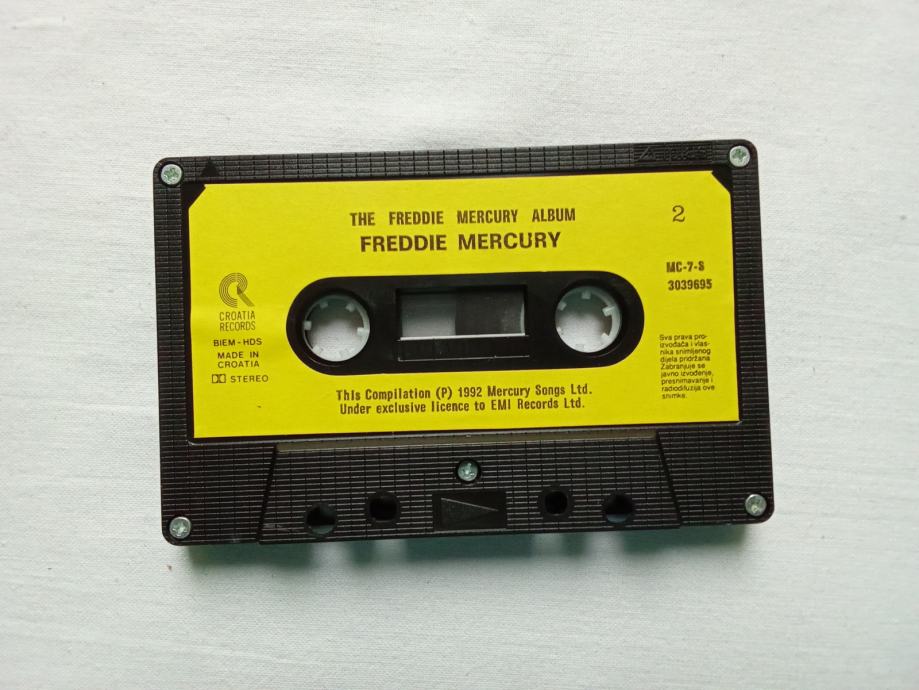 THE FREDDIE MERCURY ALBUM
FREDDIE MERCURY
2
MC-7-S
3039695
CROATIA
RECORDS
BIEM-HDS
MADE IN
CROATIA
STEREO
Sva prava pro-
izvođača i vlas-
nika snimljenog
dijela pridržana
Zabranjuje se
javno izvođenje,
presnimavanje i
radiodifuzija ove
snimke.
This Compilation (P) 1992 Mercury Songs Ltd.
Under exclusive licence to EMI Records Ltd.